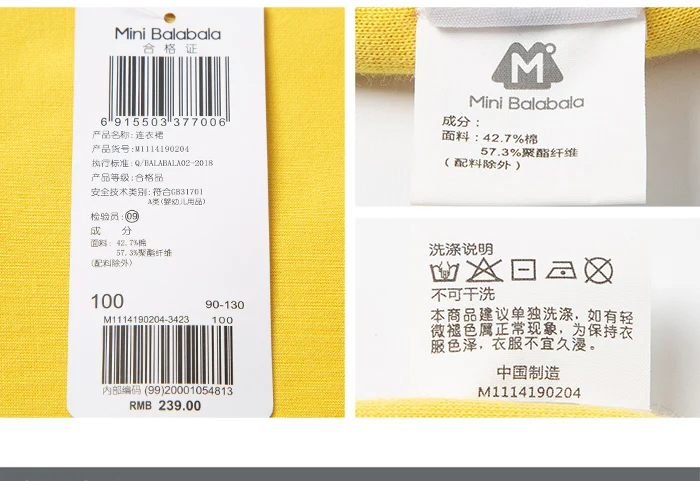 Mini Balabala
合格证
6 915503 377006
产品名称: 连衣裙
产品货号: M1114190204
执行标准: Q/BALABALA02-2018
产品等级: 合格品
安全技术类别: 符合GB31701
A类(婴幼儿用品)
检验员: 09
成 分
面料: 42.7%棉
57.3%聚酯纤维
(配料除外)
100 90-130
M1114190204-3423 100
内部编码 (99)20001054813
RMB 239.00
M
Mini Balabala
成分：
面料：42.7%棉
57.3%聚酯纤维
(配料除外)
洗涤说明
不可干洗
本商品建议单独洗涤，如有轻
微褪色属正常现象，为保持衣
服色泽，衣服不宜久浸。
中国制造
M1114190204